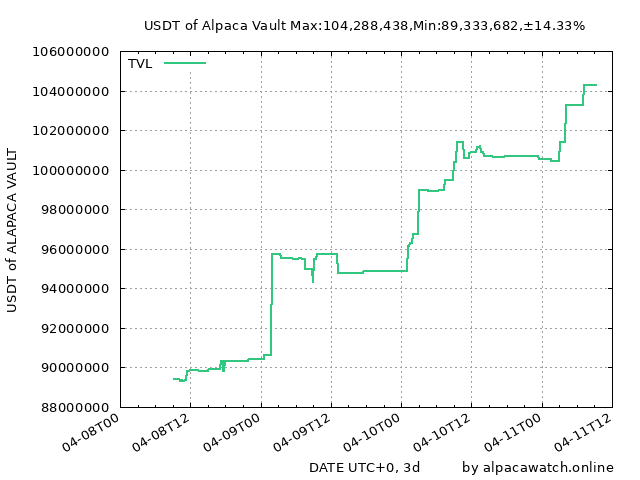 USDT of Alpaca Vault Max:104,288,438,Min:89,333,682,±14.33%
106000000
TVL
104000000
102000000
100000000
98000000
96000000
94000000
92000000
90000000
88000000
USDT of ALAPACA VAULT
04-08T00
04-08T12
04-09T00
04-09T12
04-10T00
04-10T12
04-11T00
04-11T12
DATE UTC+0, 3d
by alpacawatch.online